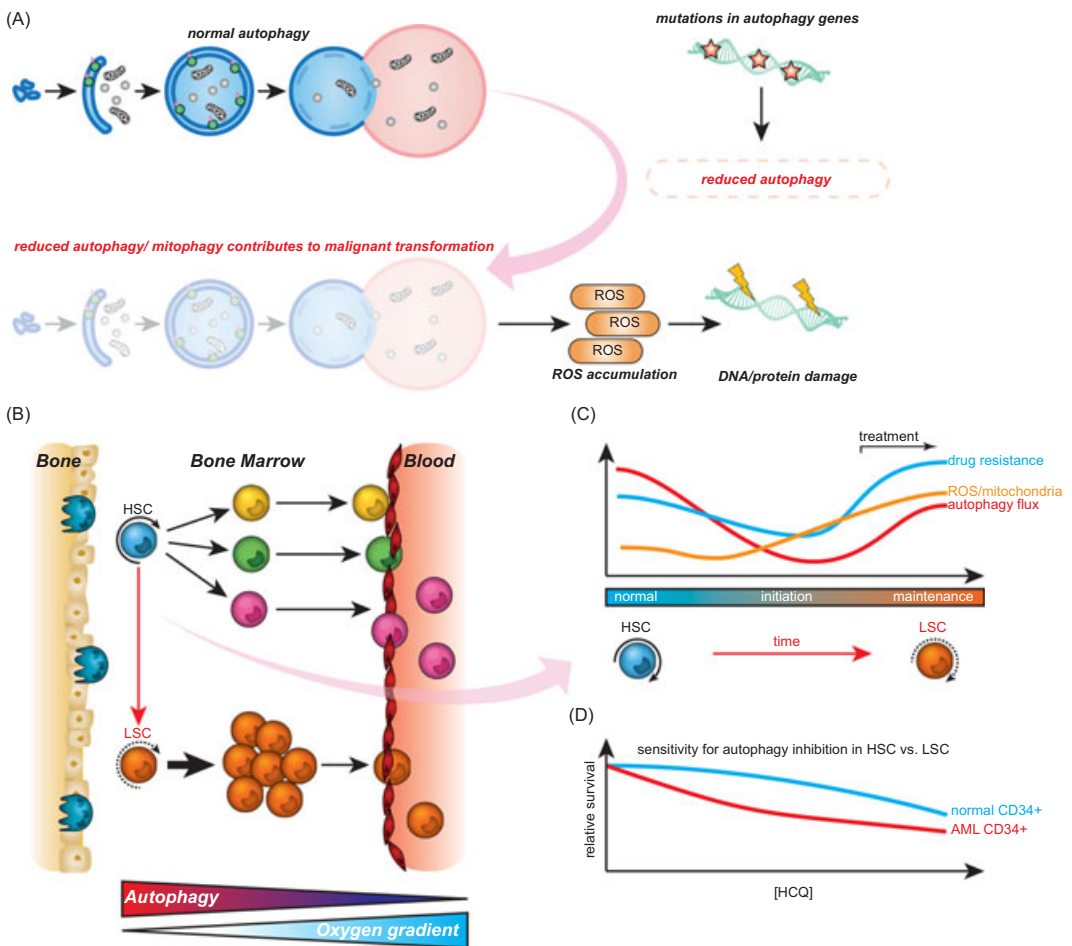 (A)
normal autophagy
mutations in autophagy genes
reduced autophagy
reduced autophagy/ mitophagy contributes to malignant transformation
ROS
ROS
ROS
ROS accumulation
DNA/protein damage
(B)
Bone
Bone Marrow
Blood
HSC
LSC
Autophagy
Oxygen gradient
(C)
treatment
drug resistance
ROS/mitochondria
autophagy flux
normal
initiation
maintenance
HSC
time
LSC
(D)
sensitivity for autophagy inhibition in HSC vs. LSC
relative survival
normal CD34+
AML CD34+
[HCQ]